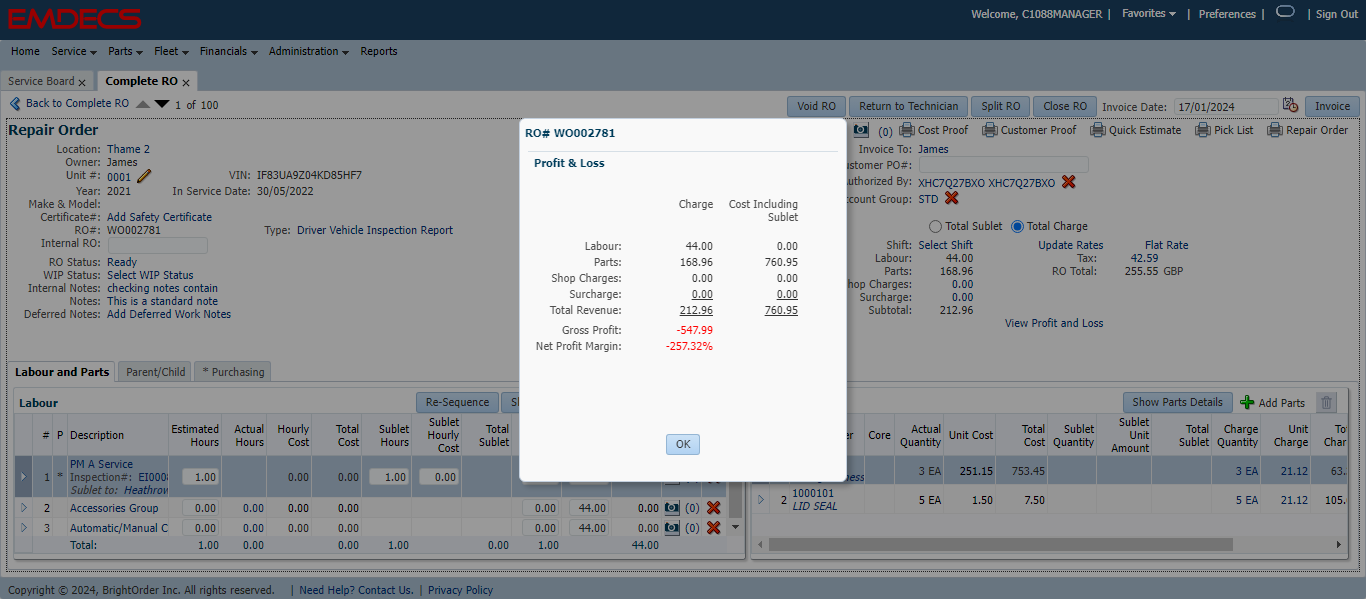 EMDECS
Welcome, C1088MANAGER | Favorites | Preferences | | Sign Out
Home Service Parts Fleet Financials Administration Reports
Service Board x Complete RO x
Back to Complete RO 1 of 100 Void RO Return to Technician Split RO Close RO Invoice Date: 17/01/2024 Invoice
Repair Order
(0) Cost Proof Customer Proof Quick Estimate Pick List Repair Order
Location: Thame 2
Owner: James
Unit #: 0001 VIN: IF83UA9Z04KD85HF7
Year: 2021 In Service Date: 30/05/2022
Make & Model:
Certificate#: Add Safety Certificate
RO#: WO002781 Type: Driver Vehicle Inspection Report
Internal RO:
RO Status: Ready
WIP Status: Select WIP Status
Internal Notes: checking notes contain
Notes: This is a standard note
Deferred Notes: Add Deferred Work Notes
RO# WO002781
Profit & Loss
Charge Cost Including Sublet
Labour: 44.00 0.00
Parts: 168.96 760.95
Shop Charges: 0.00 0.00
Surcharge: 0.00 0.00
Total Revenue: 212.96 760.95
Gross Profit: -547.99
Net Profit Margin: -257.32%
OK
Invoice To: James
stomer PO#:
uthorized By: XHC7Q27BXO XHC7Q27BXO
count Group: STD
Total Sublet Total Charge
Shift: Select Shift Update Rates Flat Rate
Labour: 44.00 Tax: 42.59
Parts: 168.96 RO Total: 255.55 GBP
hop Charges: 0.00
Surcharge: 0.00
Subtotal: 212.96
View Profit and Loss
Labour and Parts Parent/Child * Purchasing
Labour Re-Sequence
# P Description Estimated Hours Actual Hours Hourly Cost Total Cost Sublet Hours Sublet Hourly Cost Total Sublet
1 * PM A Service 1.00 0.00 0.00 1.00 0.00
Inspection#: EI000
Sublet to: Heathrow
2 Accessories Group 0.00 0.00 0.00 0.00 0.00 44.00 0.00 (0)
3 Automatic/Manual C 0.00 0.00 0.00 0.00 0.00 44.00 0.00 (0)
Total: 1.00 0.00 0.00 1.00 0.00 1.00 44.00
Show Parts Details Add Parts
er Core Actual Quantity Unit Cost Total Cost Sublet Quantity Sublet Unit Amount Total Sublet Charge Quantity Unit Charge
3 EA 251.15 753.45 3 EA 21.12 63.
2 1000101 5 EA 1.50 7.50 5 EA 21.12 105.
LID SEAL
Copyright © 2024, BrightOrder Inc. All rights reserved. | Need Help? Contact Us. | Privacy Policy